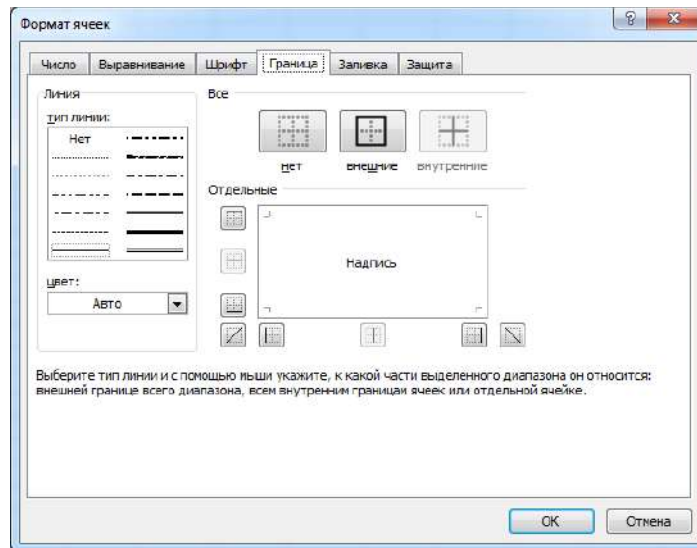 Формат ячеек
Число Выравнивание Шрифт Граница Заливка Защита
Линия
тип линии:
Нет
цвет:
Авто
Все
нет внешние внутренние
Отдельные
Надпись
Выберите тип линии и с помощью мыши укажите, к какой части выделенного диапазона он относится:
внешней границе всего диапазона, всем внутренним границам ячеек или отдельной ячейке.
ОК Отмена